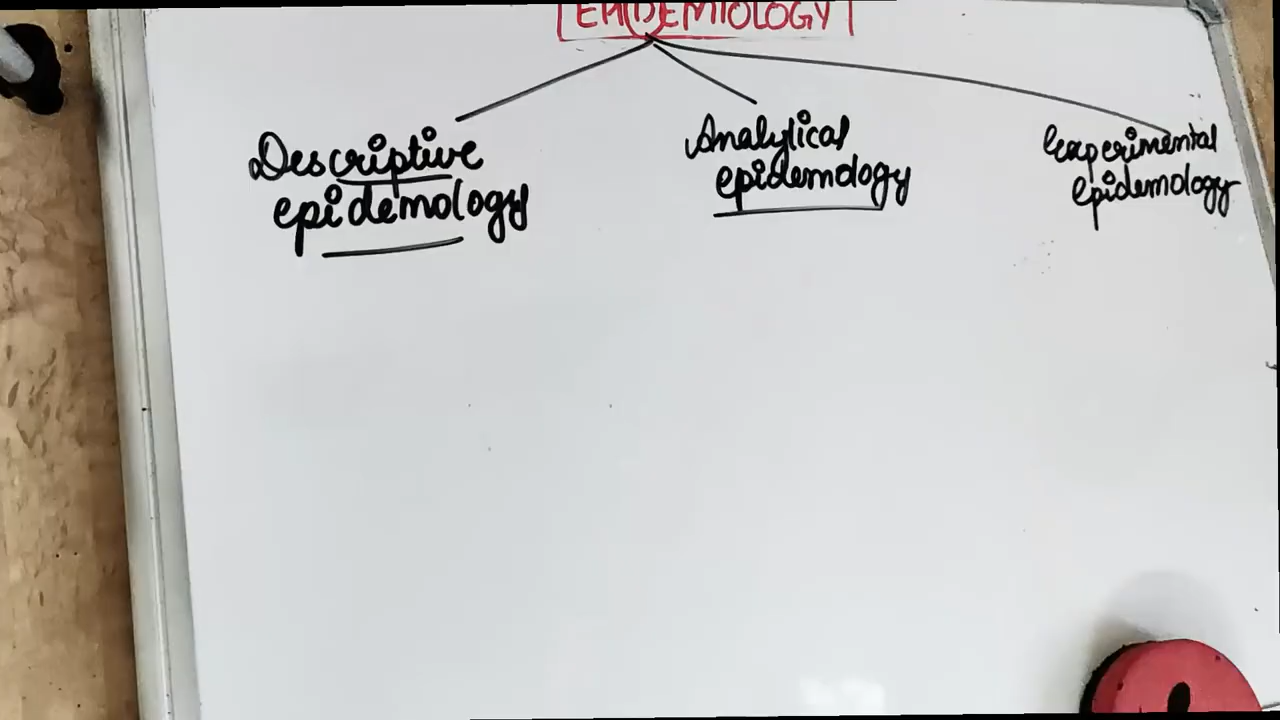 EPIDEMIOLOGY
Descriptive
epidemology
Analytical
epidemology
Experimental
epidemology